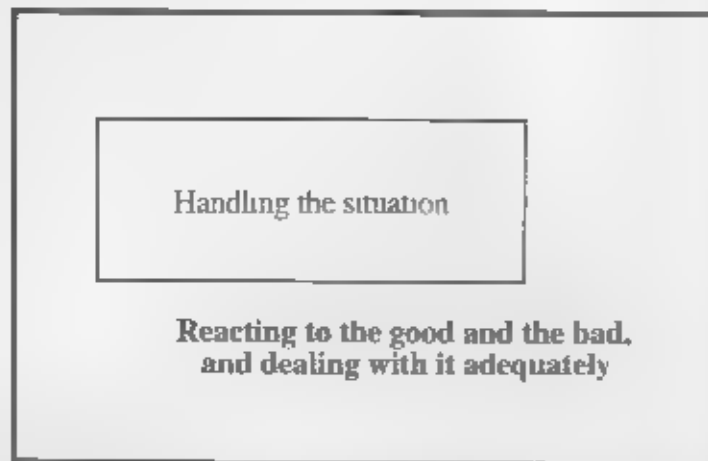 Handling the situation
Reacting to the good and the bad,
and dealing with it adequately